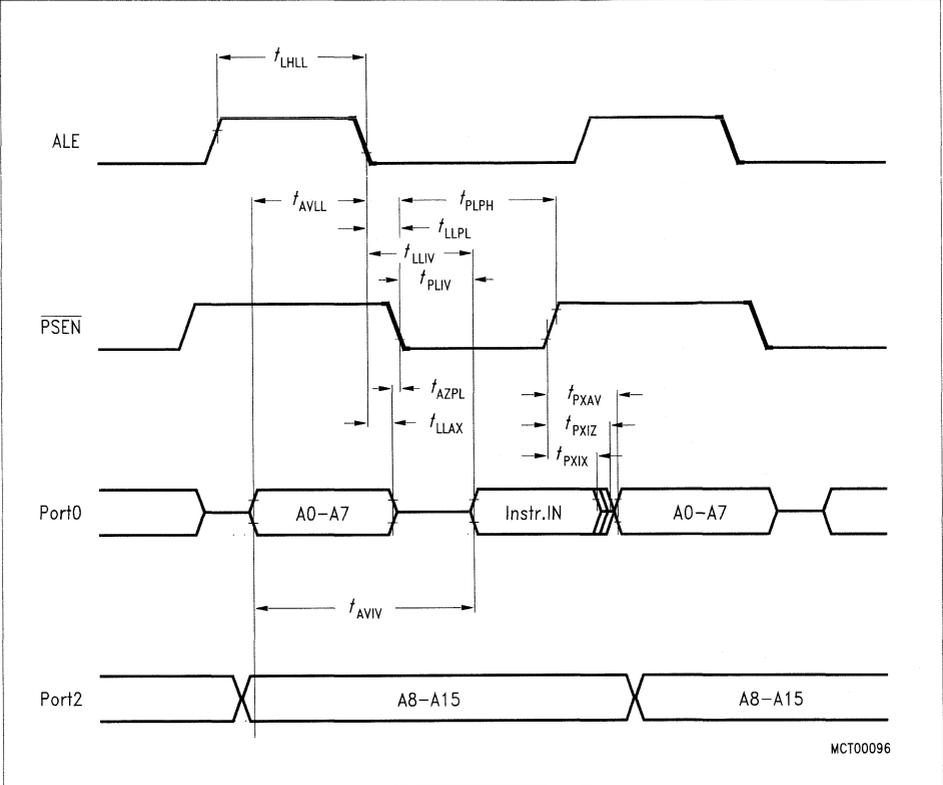 tLHLL
ALE
tAVLL
tPLPH
tLLPL
tLLIV
tPLIV
PSEN
tAZPL
tPXAV
tLLAX
tPXIZ
tPXIX
Port0
A0-A7
Instr.IN
A0-A7
tAVIV
Port2
A8-A15
A8-A15
MCT00096